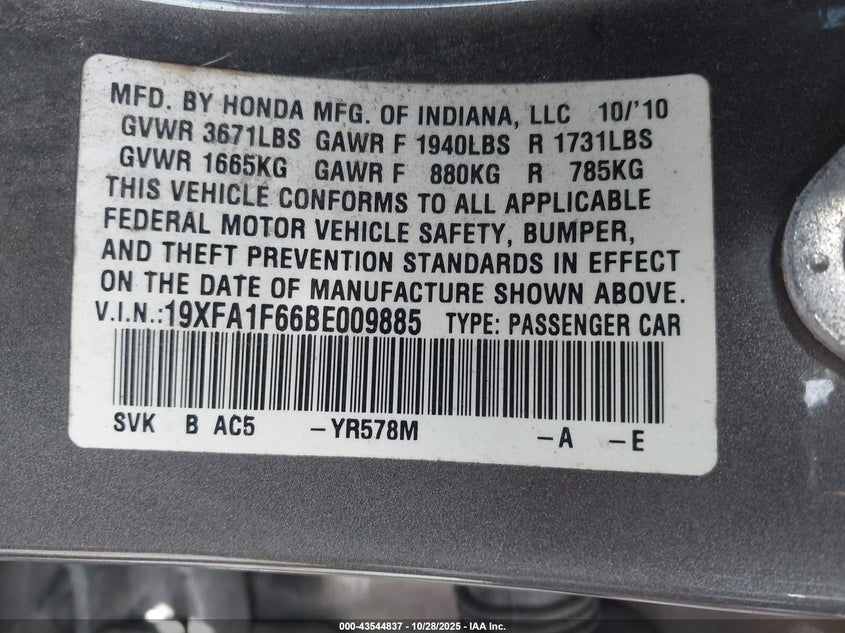 MFD. BY HONDA MFG. OF INDIANA, LLC 10/'10
GVWR 3671LBS GAWR F 1940LBS R 1731LBS
GVWR 1665KG GAWR F 880KG R 785KG
THIS VEHICLE CONFORMS TO ALL APPLICABLE
FEDERAL MOTOR VEHICLE SAFETY, BUMPER,
AND THEFT PREVENTION STANDARDS IN EFFECT
ON THE DATE OF MANUFACTURE SHOWN ABOVE.
V.I.N.:19XFA1F66BE009885 TYPE: PASSENGER CAR
SVK B AC5 -YR578M -A -E
000-43544837 - 10/28/2025 - IAA Inc.